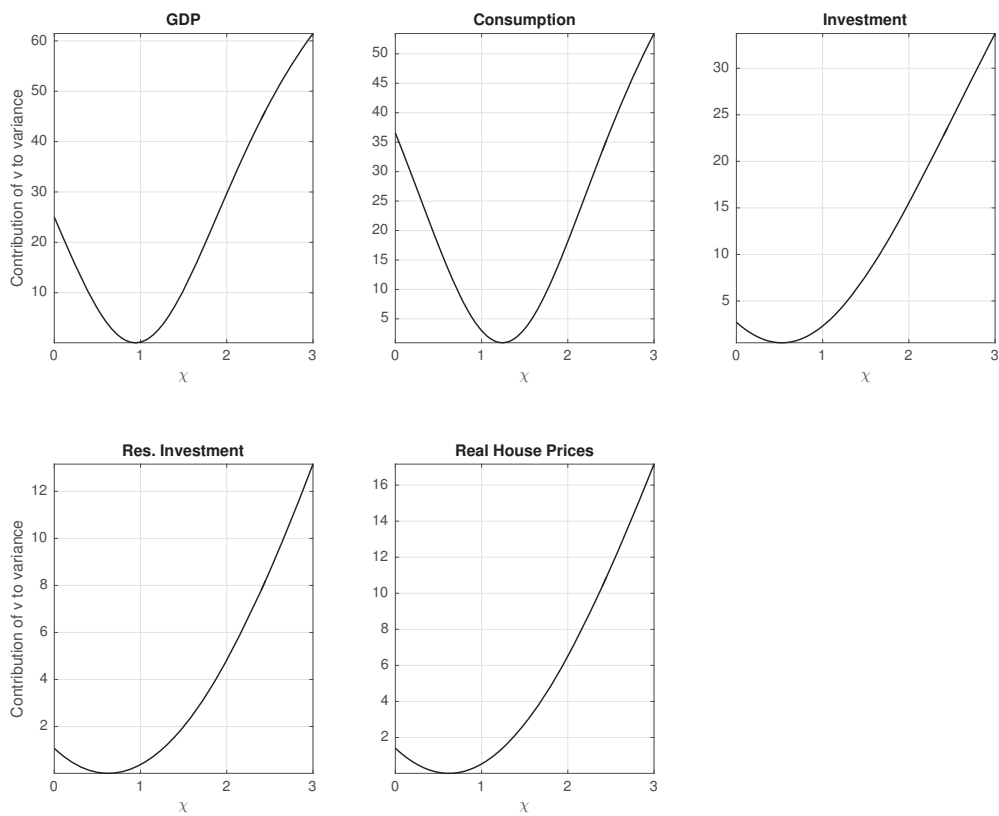 GDP
Contribution of v to variance
60
50
40
30
20
10
0 1 2 3
χ
Consumption
50
45
40
35
30
25
20
15
10
5
0 1 2 3
χ
Investment
30
25
20
15
10
5
0 1 2 3
χ
Res. Investment
Contribution of v to variance
12
10
8
6
4
2
0 1 2 3
χ
Real House Prices
16
14
12
10
8
6
4
2
0 1 2 3
χ